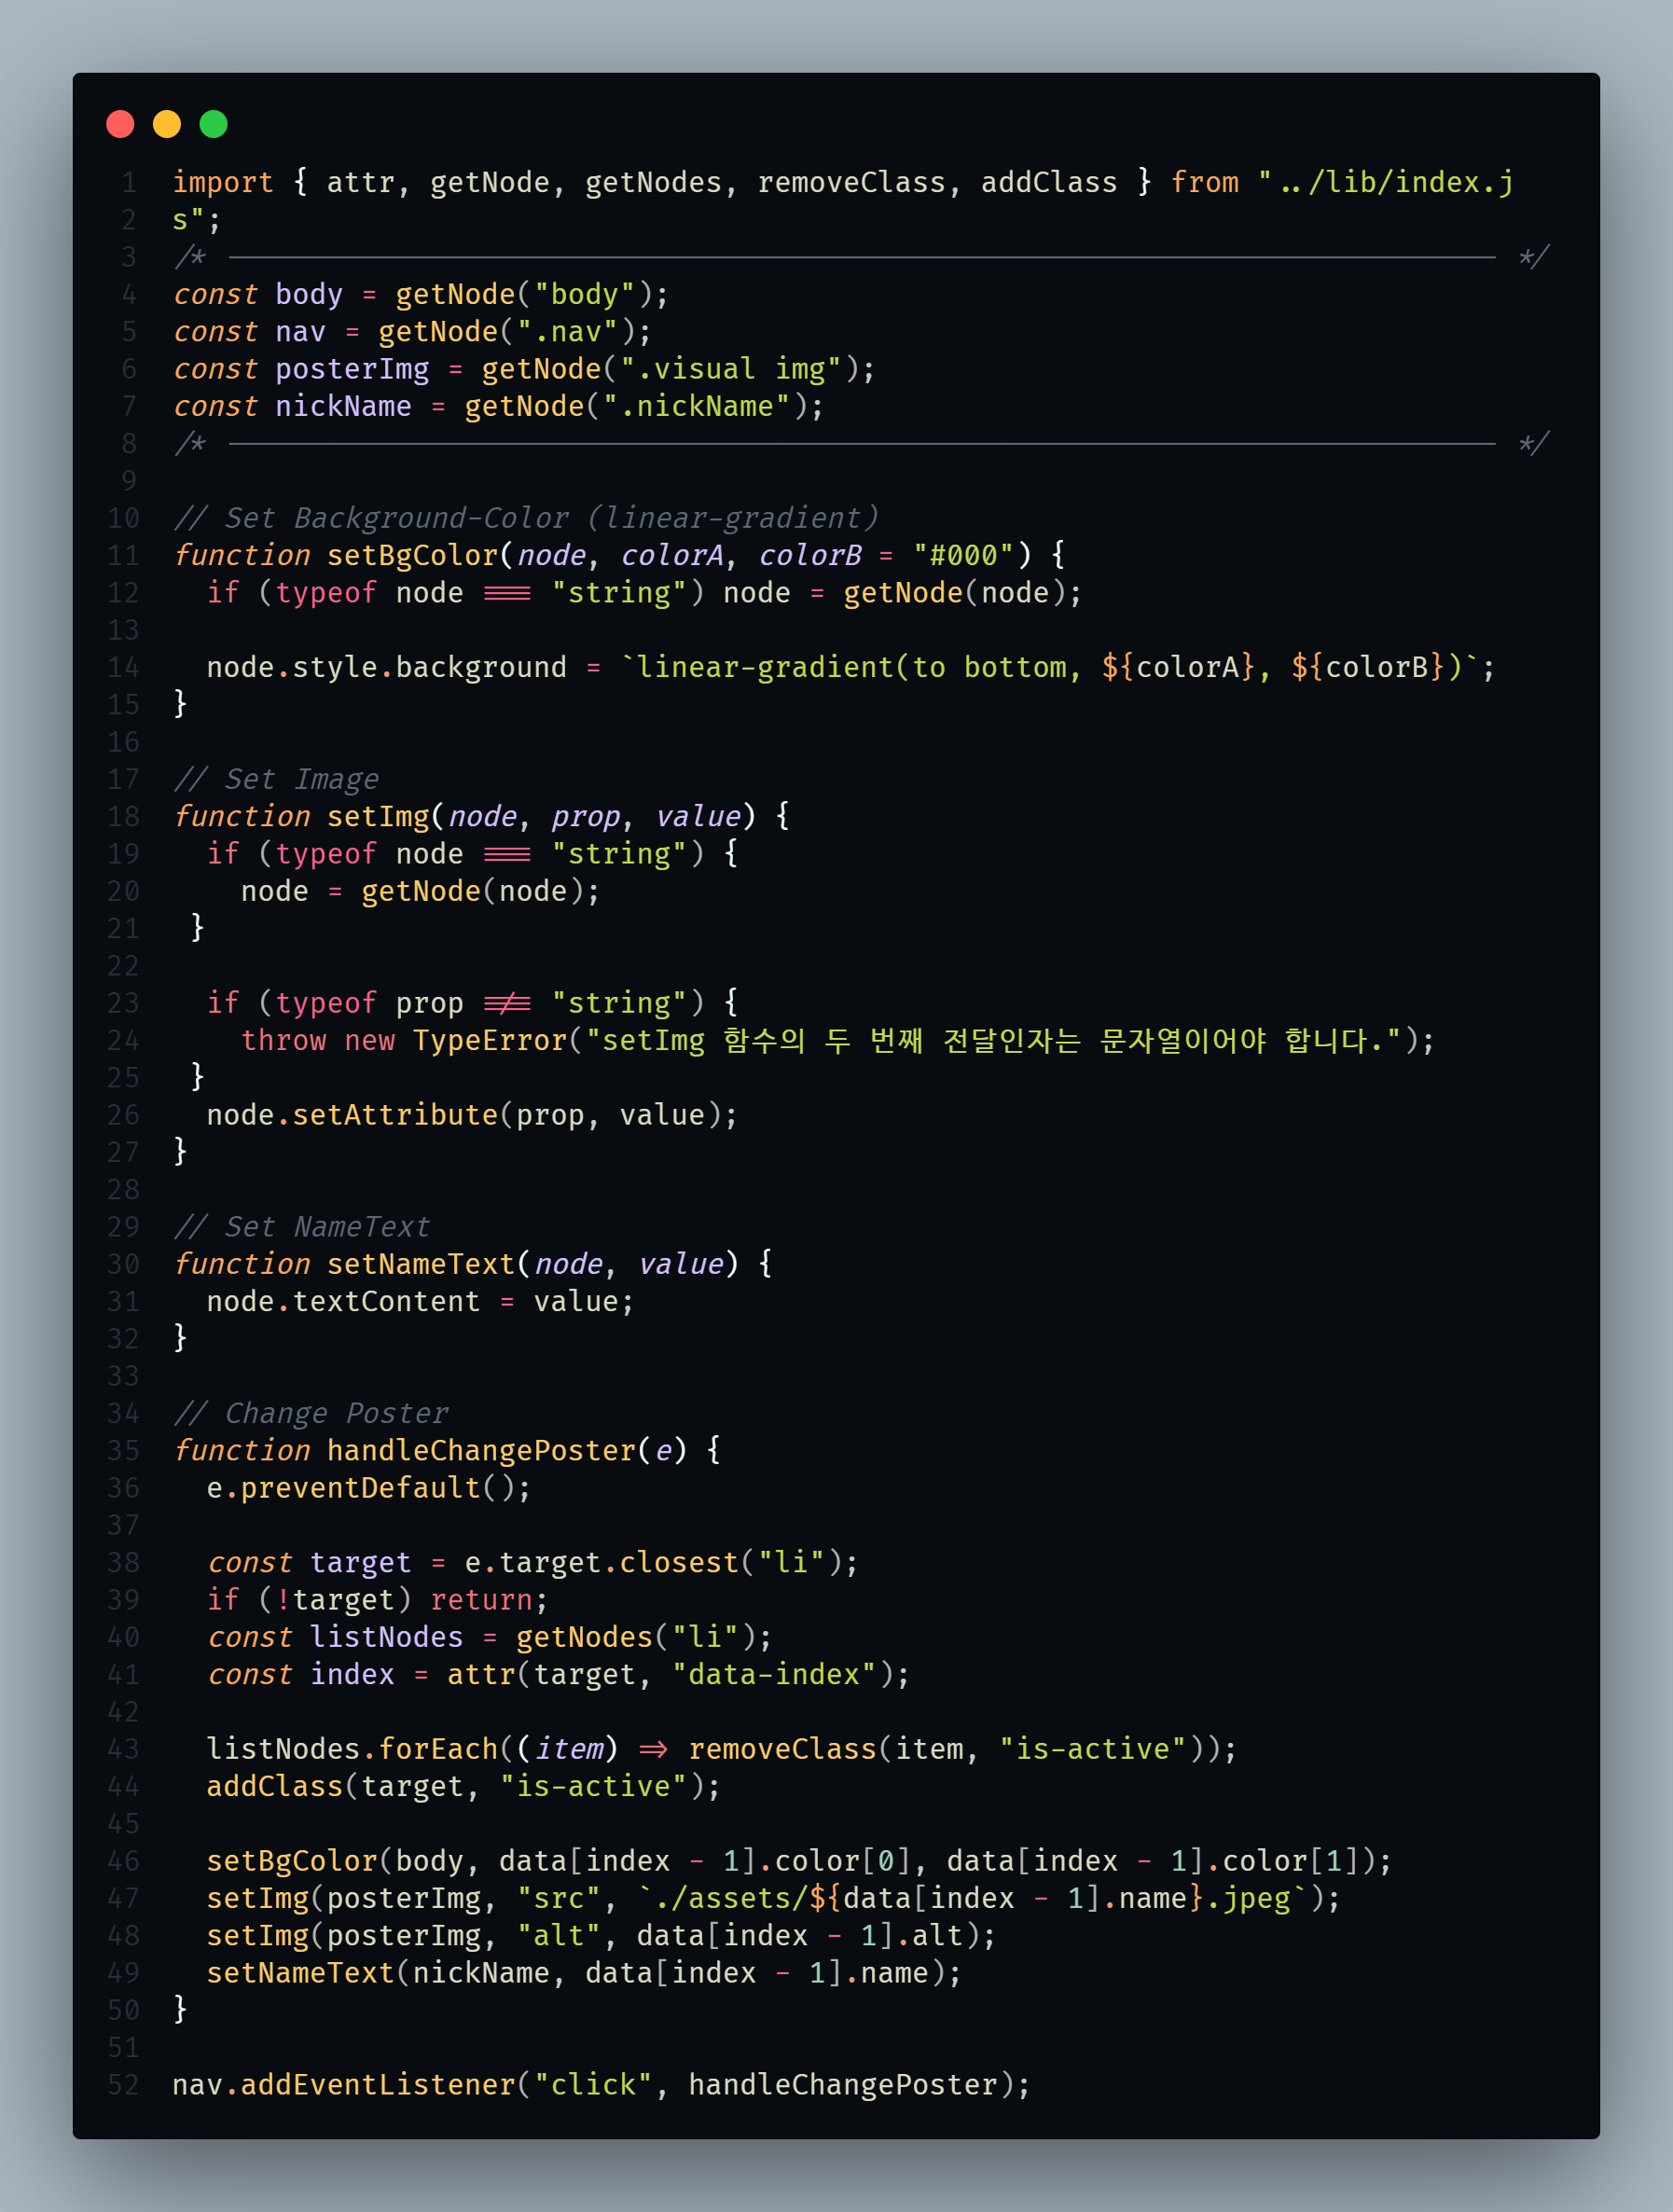 1 import { attr, getNode, getNodes, removeClass, addClass } from "../lib/index.j
2 s";
3 /* -------------------------------------------------------------------------- */
4 const body = getNode("body");
5 const nav = getNode(".nav");
6 const posterImg = getNode(".visual img");
7 const nickName = getNode(".nickName");
8 /* -------------------------------------------------------------------------- */
9
10 // Set Background-Color (linear-gradient)
11 function setBgColor(node, colorA, colorB = "#000") {
12   if (typeof node === "string") node = getNode(node);
13
14   node.style.background = `linear-gradient(to bottom, ${colorA}, ${colorB})`;
15 }
16
17 // Set Image
18 function setImg(node, prop, value) {
19   if (typeof node === "string") {
20     node = getNode(node);
21  }
22
23   if (typeof prop !== "string") {
24     throw new TypeError("setImg 함수의 두 번째 전달인자는 문자열이어야 합니다.");
25  }
26   node.setAttribute(prop, value);
27 }
28
29 // Set NameText
30 function setNameText(node, value) {
31   node.textContent = value;
32 }
33
34 // Change Poster
35 function handleChangePoster(e) {
36   e.preventDefault();
37
38   const target = e.target.closest("li");
39   if (!target) return;
40   const listNodes = getNodes("li");
41   const index = attr(target, "data-index");
42
43   listNodes.forEach((item) => removeClass(item, "is-active"));
44   addClass(target, "is-active");
45
46   setBgColor(body, data[index - 1].color[0], data[index - 1].color[1]);
47   setImg(posterImg, "src", `./assets/${data[index - 1].name}.jpeg`);
48   setImg(posterImg, "alt", data[index - 1].alt);
49   setNameText(nickName, data[index - 1].name);
50 }
51
52 nav.addEventListener("click", handleChangePoster);